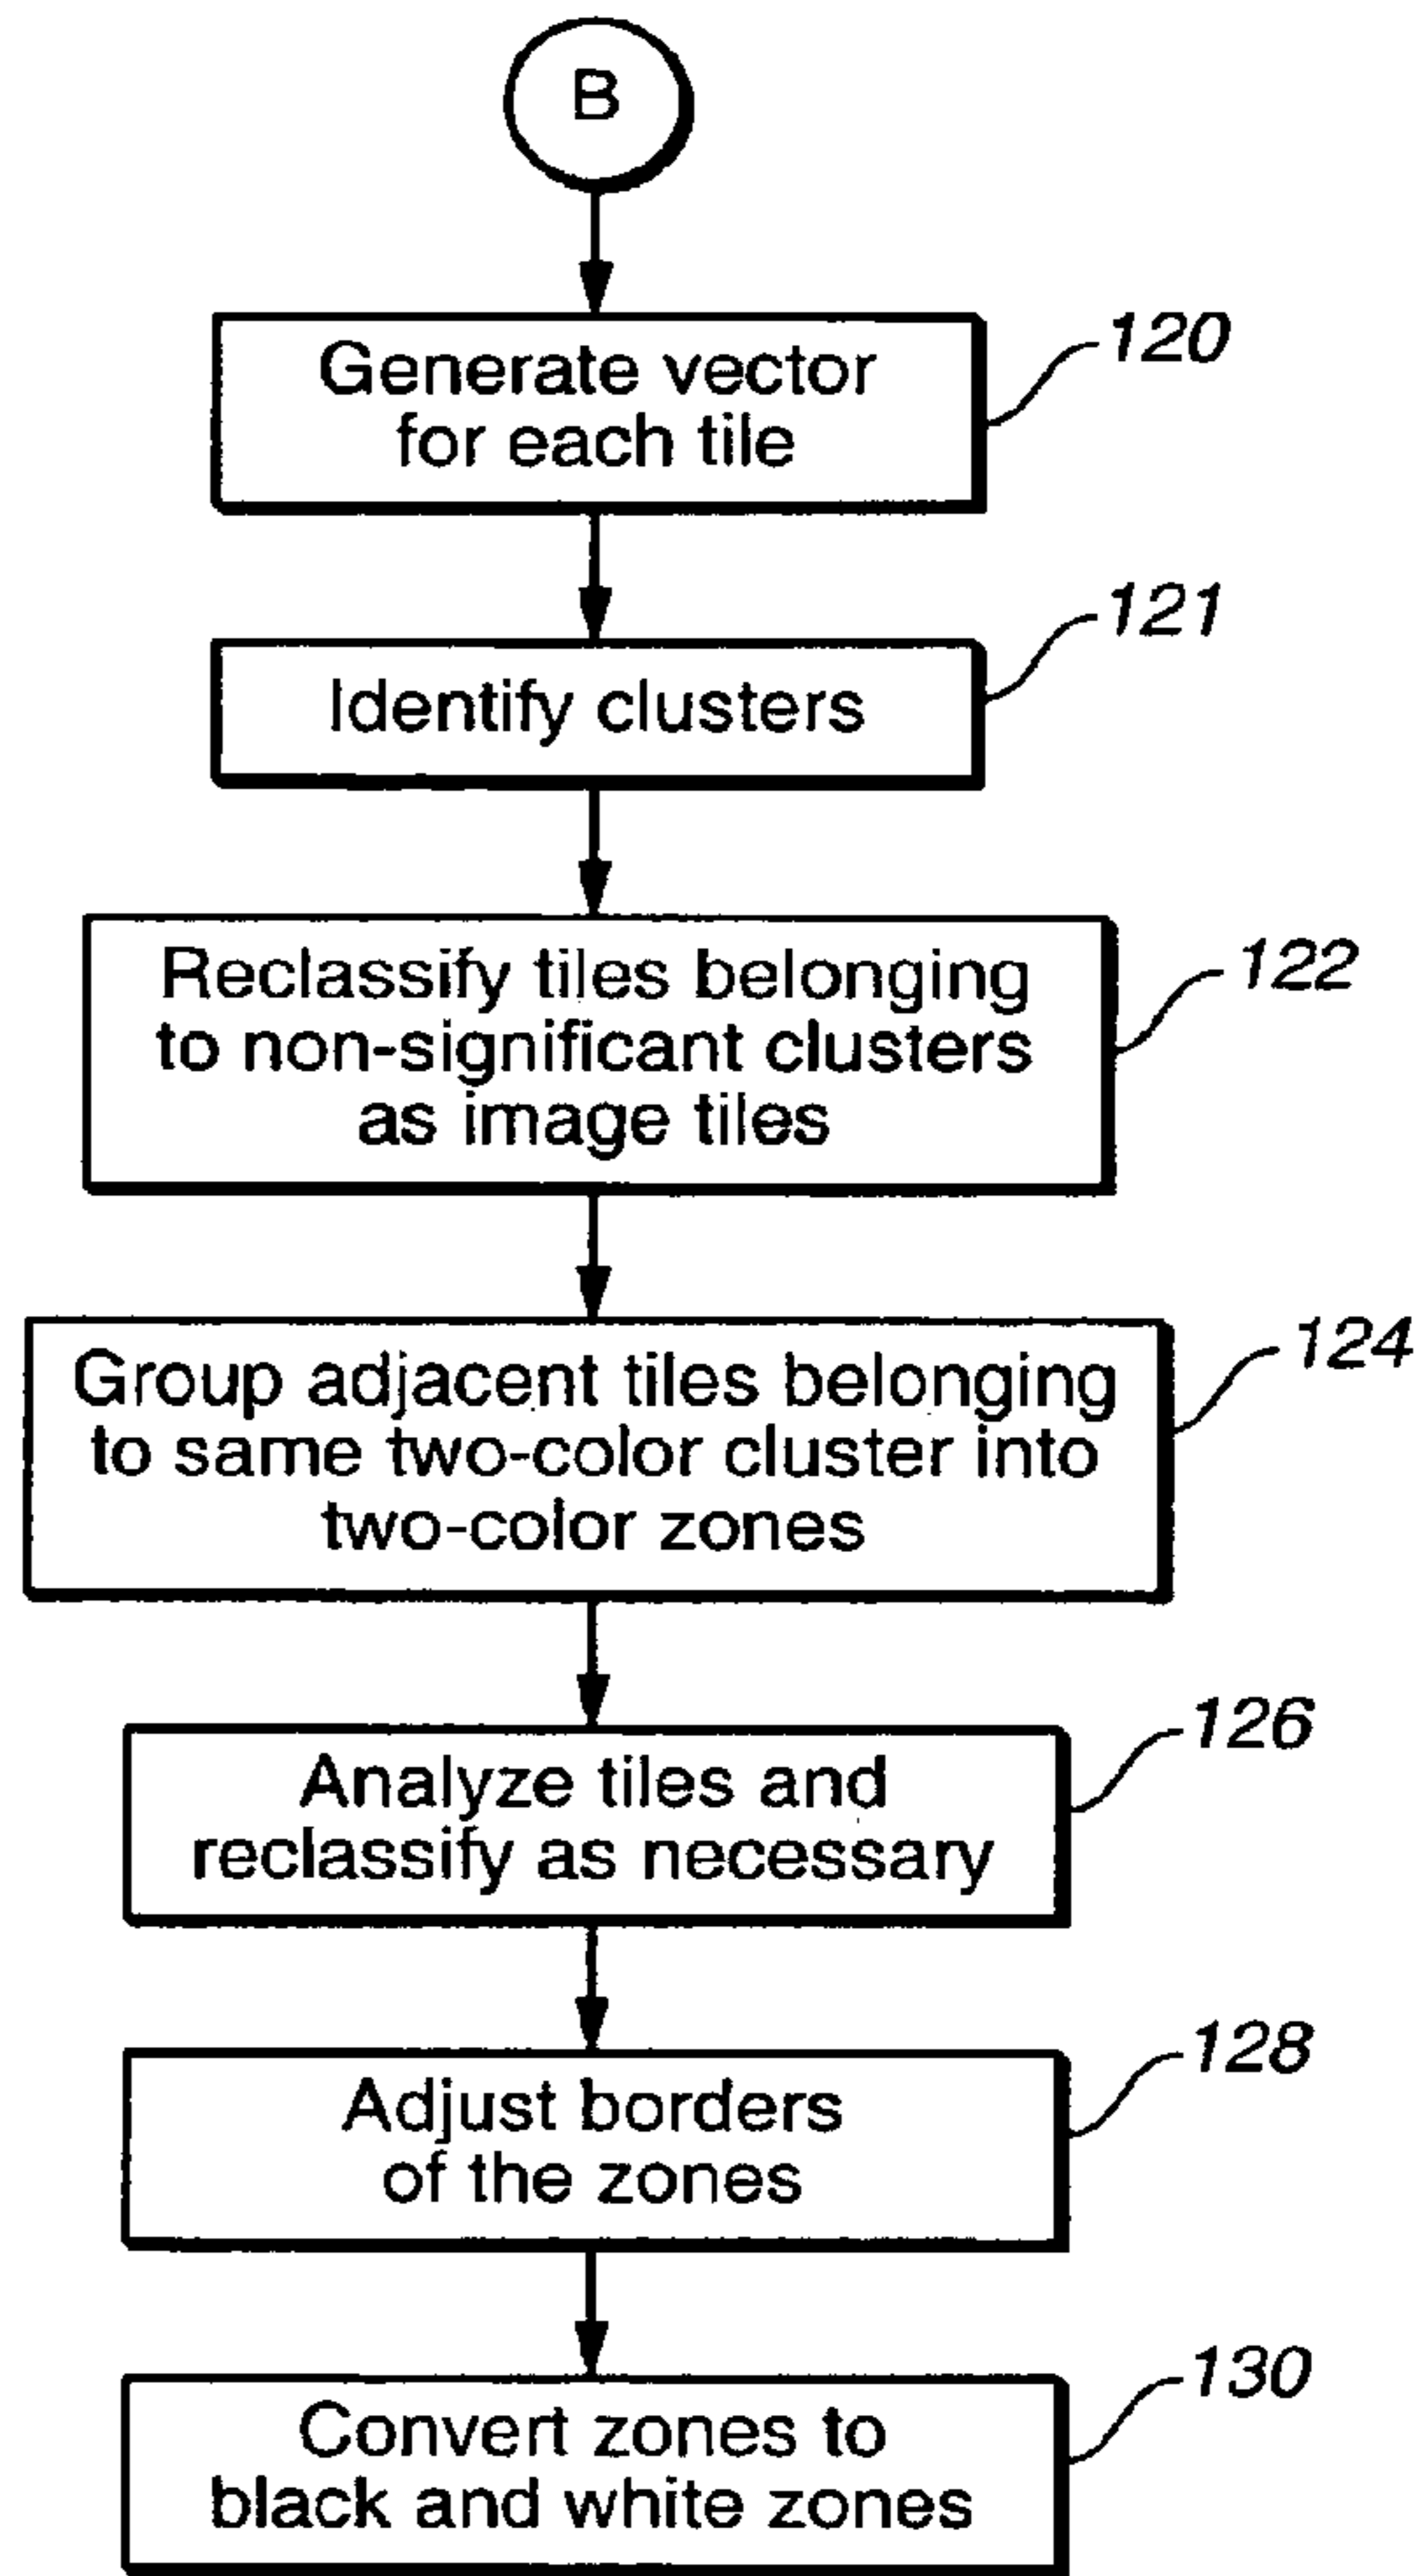 B
Generate vector
for each tile
120
Identify clusters
121
Reclassify tiles belonging
to non-significant clusters
as image tiles
122
Group adjacent tiles belonging
to same two-color cluster into
two-color zones
124
Analyze tiles and
reclassify as necessary
126
Adjust borders
of the zones
128
Convert zones to
black and white zones
130